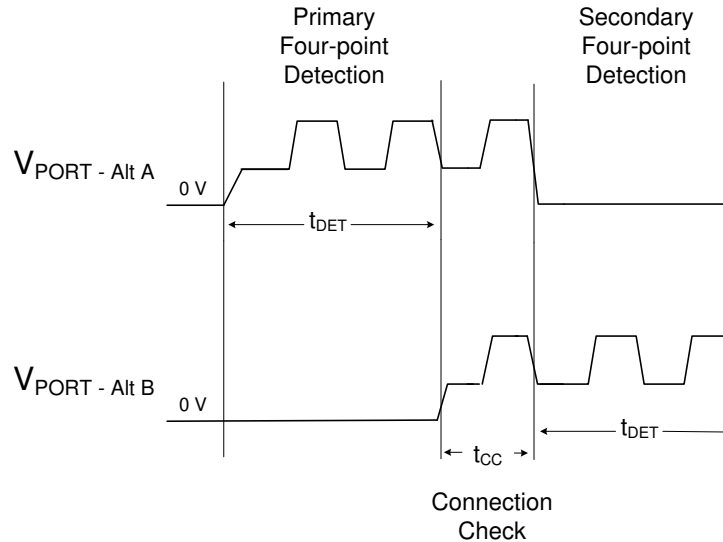 Primary
Four-point
Detection
Secondary
Four-point
Detection
VPORT - Alt A
0 V
tDET
VPORT - Alt B
0 V
tDET
tCC
Connection
Check